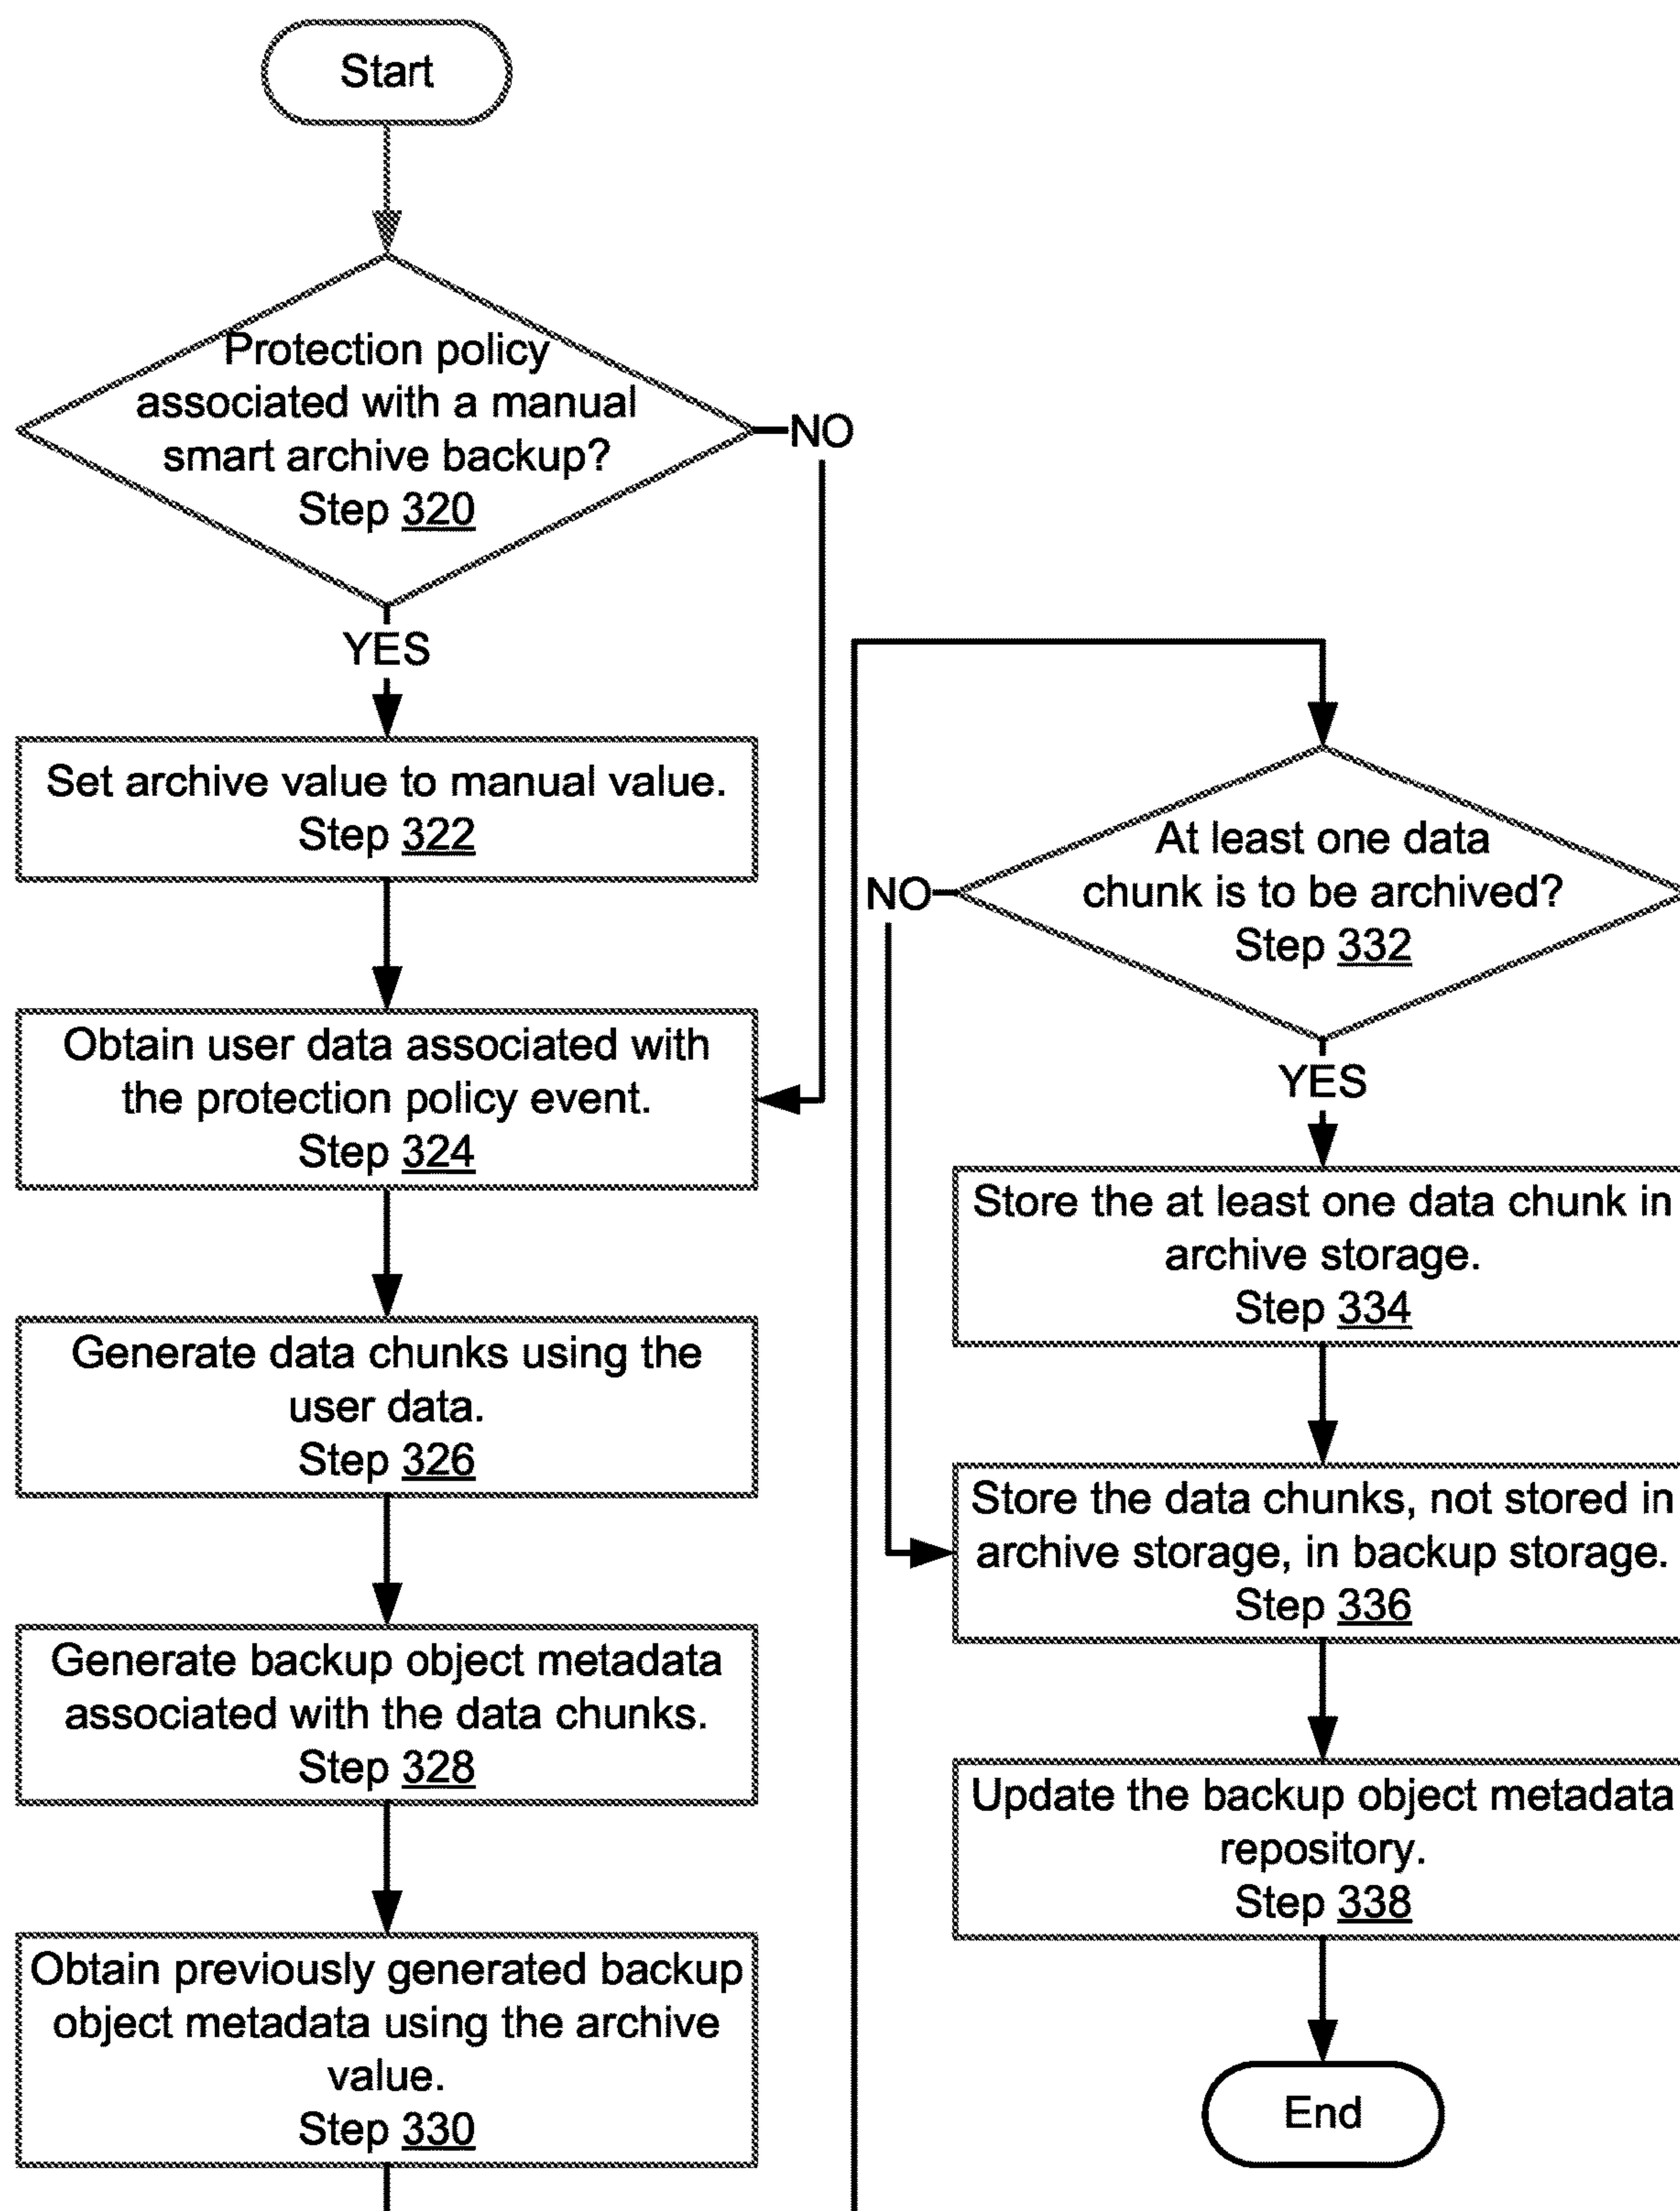 Start
Protection policy
associated with a manual
smart archive backup?
Step 320
NO
YES
Set archive value to manual value.
Step 322
Obtain user data associated with
the protection policy event.
Step 324
Generate data chunks using the
user data.
Step 326
Generate backup object metadata
associated with the data chunks.
Step 328
Obtain previously generated backup
object metadata using the archive
value.
Step 330
At least one data
chunk is to be archived?
Step 332
NO
YES
Store the at least one data chunk in
archive storage.
Step 334
Store the data chunks, not stored in
archive storage, in backup storage.
Step 336
Update the backup object metadata
repository.
Step 338
End